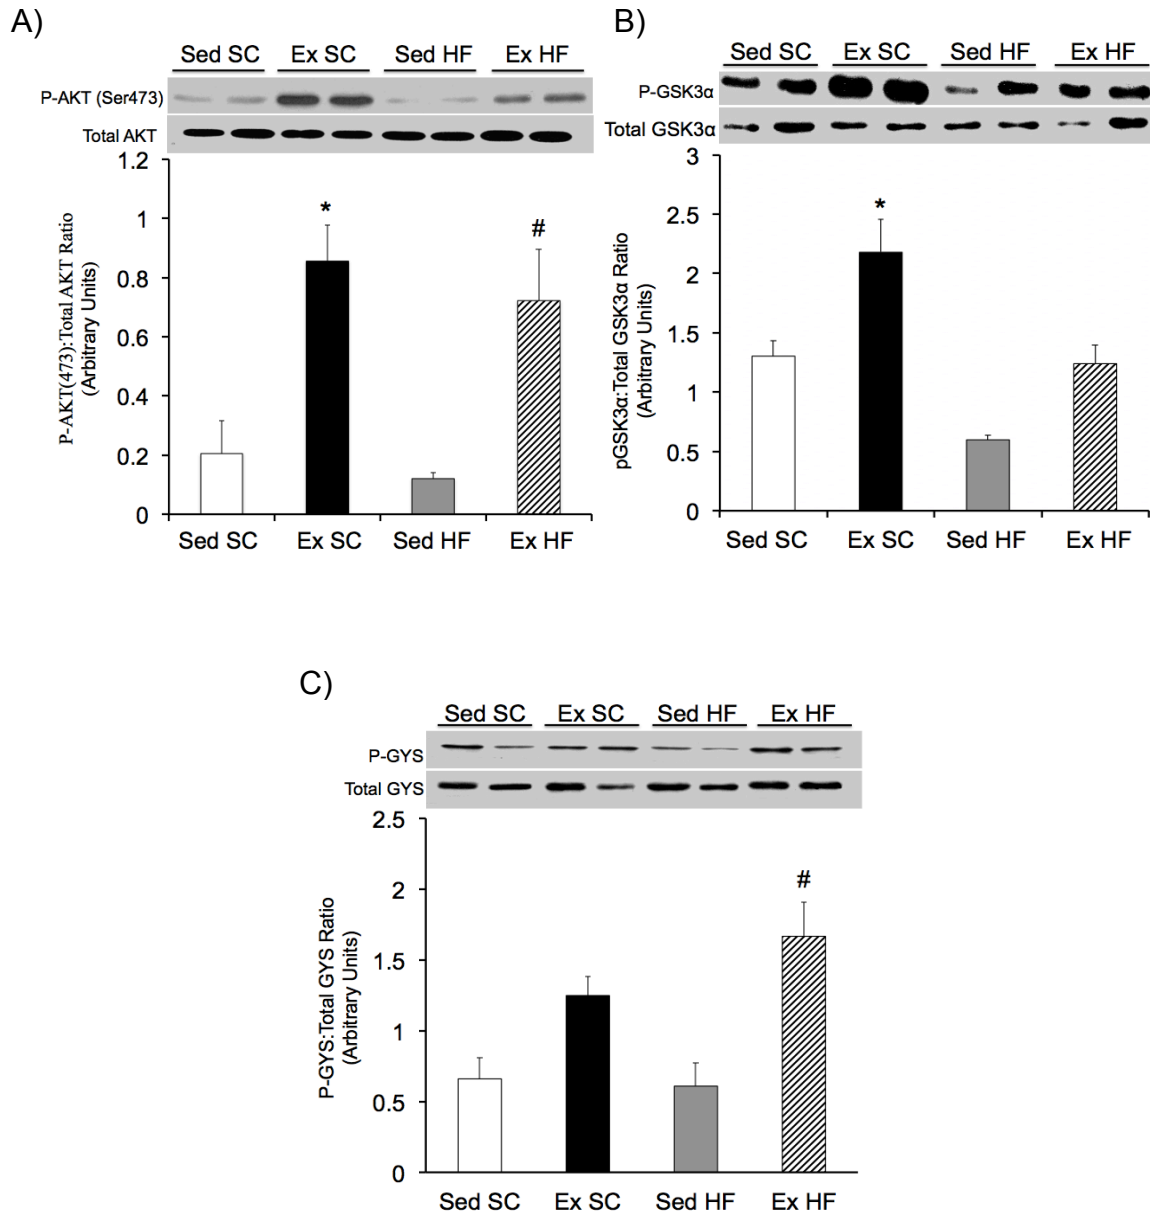 A)
Sed SC Ex SC Sed HF Ex HF
P-AKT (Ser473)
Total AKT
P-AKT(473):Total AKT Ratio
(Arbitrary Units)
1.2
1
0.8
0.6
0.4
0.2
0
*
#
Sed SC Ex SC Sed HF Ex HF
B)
Sed SC Ex SC Sed HF Ex HF
P-GSK3α
Total GSK3α
pGSK3α:Total GSK3α Ratio
(Arbitrary Units)
3
2.5
2
1.5
1
0.5
0
*
Sed SC Ex SC Sed HF Ex HF
C)
Sed SC Ex SC Sed HF Ex HF
P-GYS
Total GYS
P-GYS:Total GYS Ratio
(Arbitrary Units)
2.5
2
1.5
1
0.5
0
#
Sed SC Ex SC Sed HF Ex HF